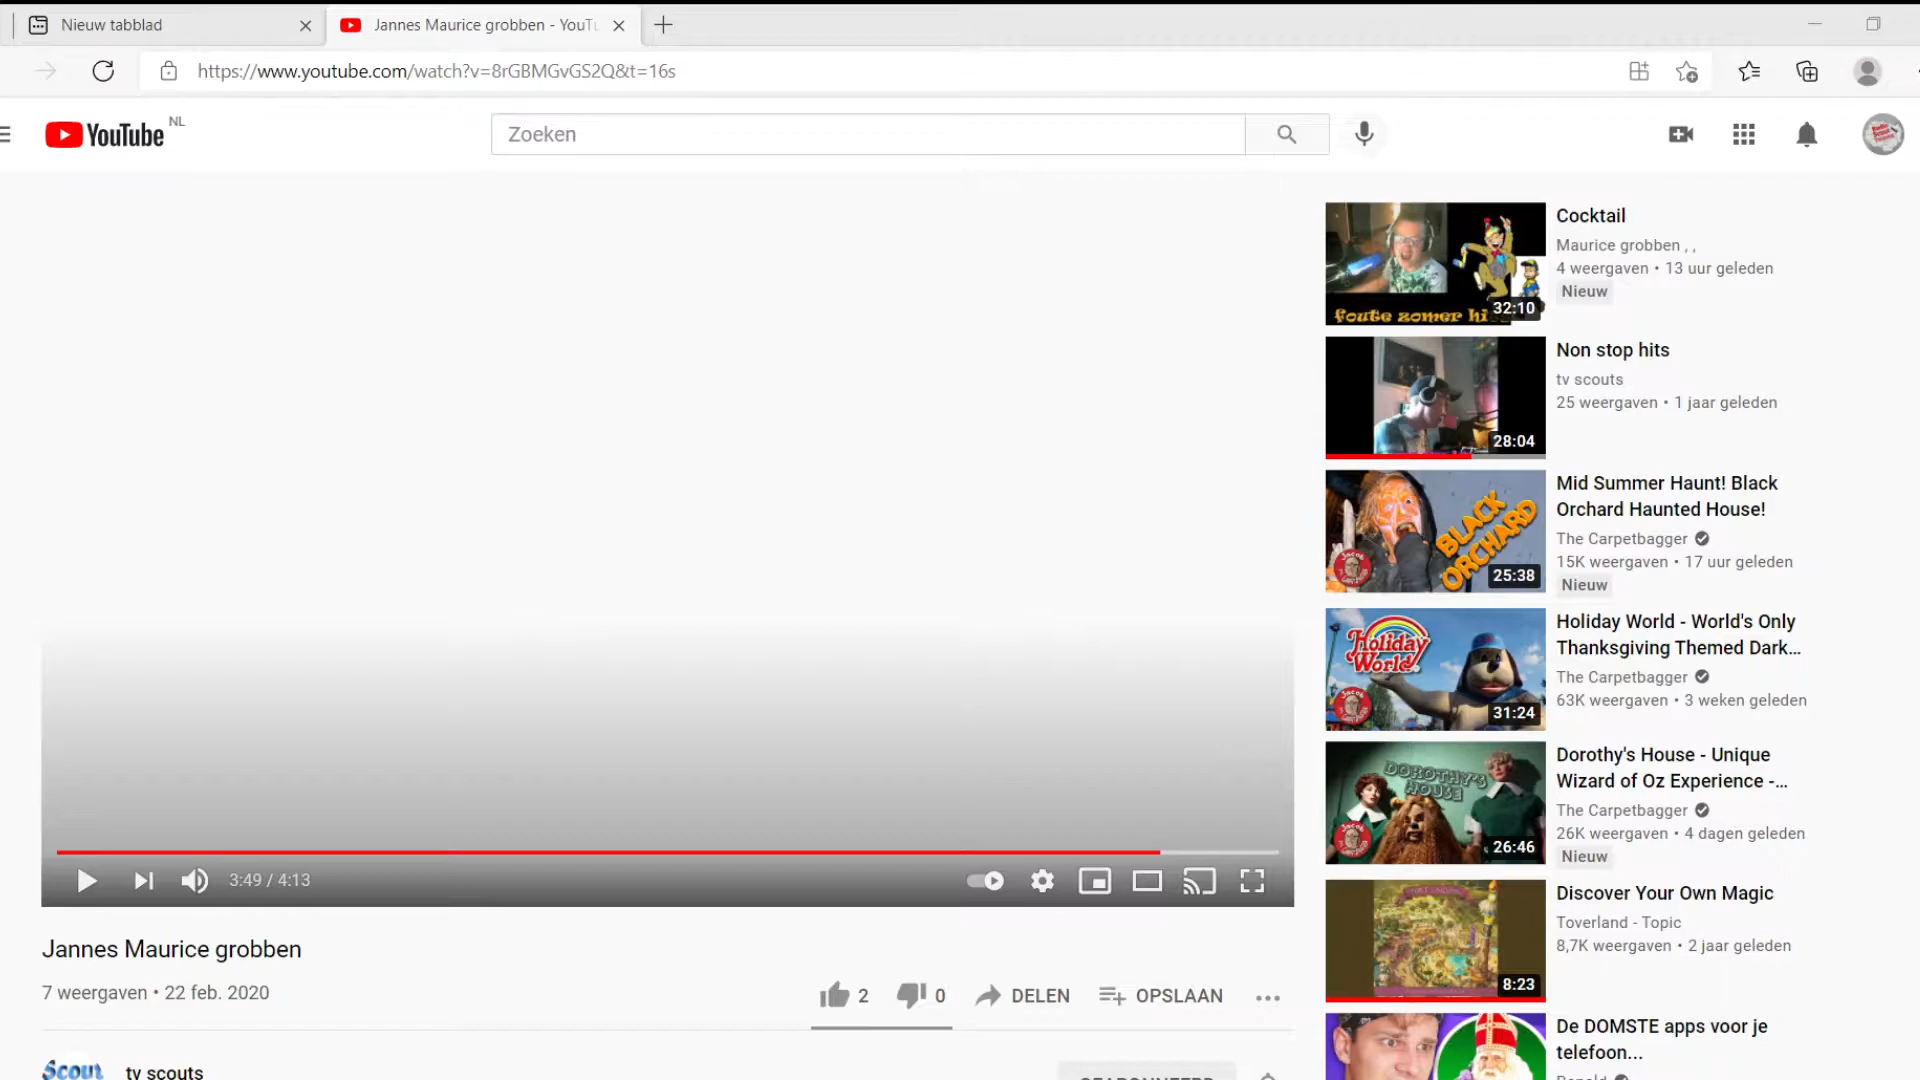 Nieuw tabblad
Jannes Maurice grobben - YouTu
https://www.youtube.com/watch?v=8rGBMGvGS2Q&t=16s
YouTube NL
Zoeken
foute zomer hi
32:10
Cocktail
Maurice grobben , ,
4 weergaven • 13 uur geleden
Nieuw
28:04
Non stop hits
tv scouts
25 weergaven • 1 jaar geleden
BLACK
ORCHARD
Jacob
25:38
Mid Summer Haunt! Black
Orchard Haunted House!
The Carpetbagger
15K weergaven • 17 uur geleden
Nieuw
Holiday
World
Jacob
31:24
Holiday World - World's Only
Thanksgiving Themed Dark...
The Carpetbagger
63K weergaven • 3 weken geleden
DOROTHY'S
HOUSE
Jacob
26:46
Dorothy's House - Unique
Wizard of Oz Experience -...
The Carpetbagger
26K weergaven • 4 dagen geleden
Nieuw
8:23
Discover Your Own Magic
Toverland - Topic
8,7K weergaven • 2 jaar geleden
De DOMSTE apps voor je
telefoon...
3:49 / 4:13
Jannes Maurice grobben
7 weergaven • 22 feb. 2020
2
0
DELEN
OPSLAAN
Scout
tv scouts
GEABONNEERD